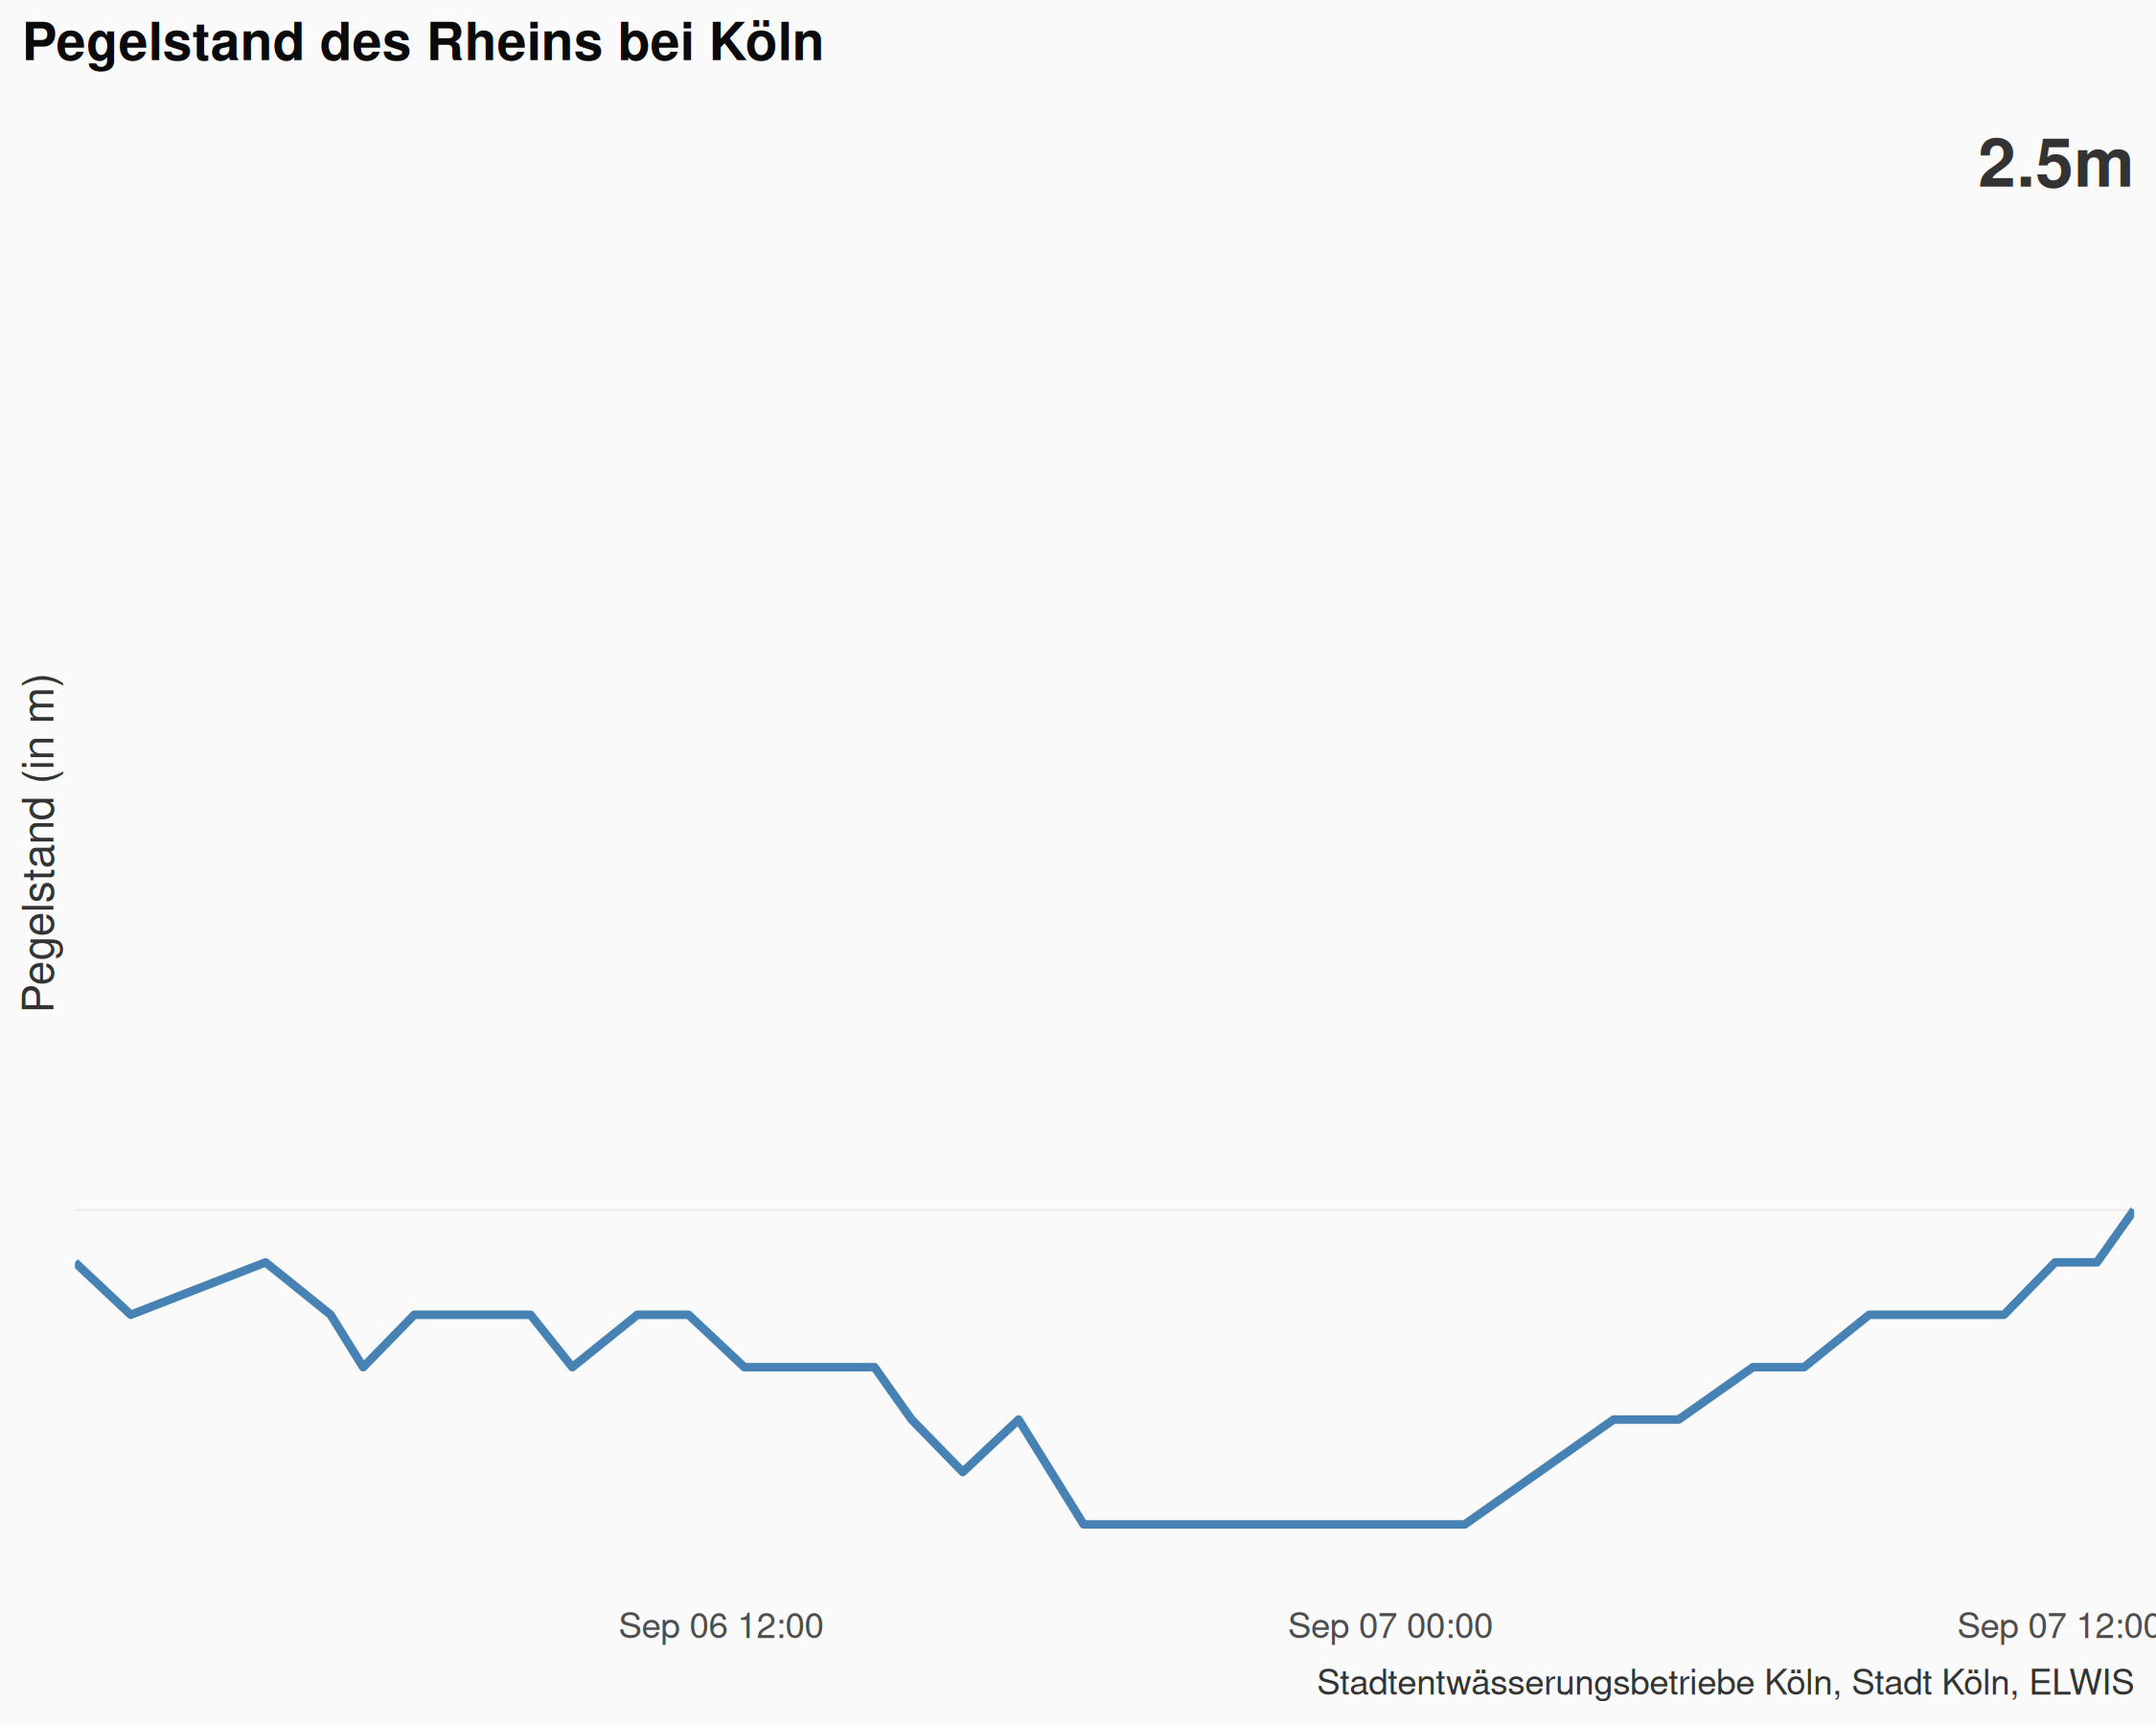 Pegelstand des Rheins bei Köln
2.5m
Pegelstand (in m)
Sep 06 12:00
Sep 07 00:00
Sep 07 12:00
Stadtentwässerungsbetriebe Köln, Stadt Köln, ELWIS